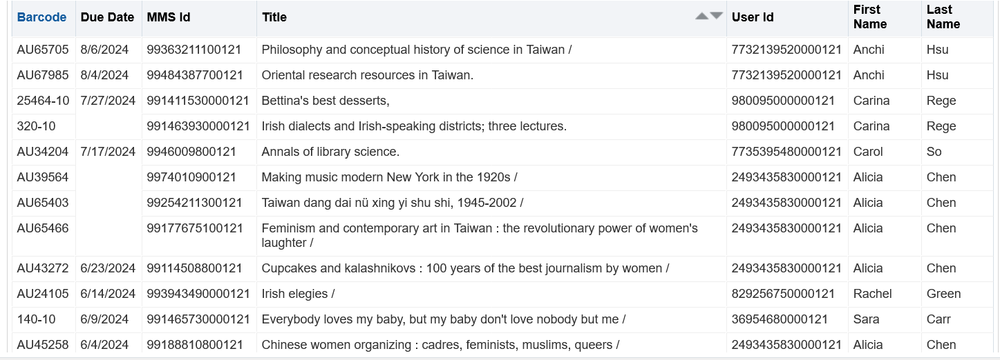 Barcode Due Date MMS Id Title User Id First Name Last Name
AU65705 8/6/2024 99363211100121 Philosophy and conceptual history of science in Taiwan / 7732139520000121 Anchi Hsu
AU67985 8/4/2024 99484387700121 Oriental research resources in Taiwan. 7732139520000121 Anchi Hsu
25464-10 7/27/2024 991411530000121 Bettina's best desserts, 980095000000121 Carina Rege
320-10 9914639300000121 Irish dialects and Irish-speaking districts; three lectures. 980095000000121 Carina Rege
AU34204 7/17/2024 9946009800121 Annals of library science. 7735395480000121 Carol So
AU39564 9974010900121 Making music modern New York in the 1920s / 2493435830000121 Alicia Chen
AU65403 99254211300121 Taiwan dang dai nü xing yi shu shi, 1945-2002 / 2493435830000121 Alicia Chen
AU65466 99177675100121 Feminism and contemporary art in Taiwan : the revolutionary power of women's 2493435830000121 Alicia Chen
laughter /
AU43272 6/23/2024 99114508800121 Cupcakes and kalashnikovs : 100 years of the best journalism by women / 2493435830000121 Alicia Chen
AU24105 6/14/2024 993943490000121 Irish elegies / 829256750000121 Rachel Green
140-10 6/9/2024 991465730000121 Everybody loves my baby, but my baby don't love nobody but me / 36954680000121 Sara Carr
AU45258 6/4/2024 99188810800121 Chinese women organizing : cadres, feminists, muslims, queers / 2493435830000121 Alicia Chen